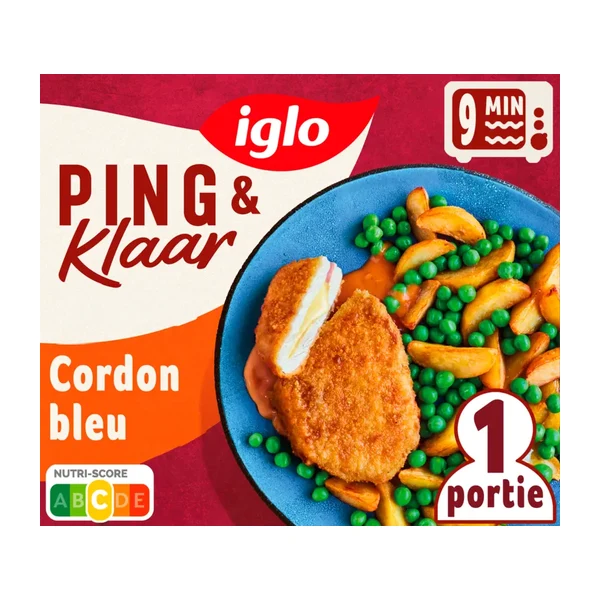 iglo
PING &
Klaar
9 MIN
Cordon
bleu
NUTRI-SCORE
A B C D E
1
portie